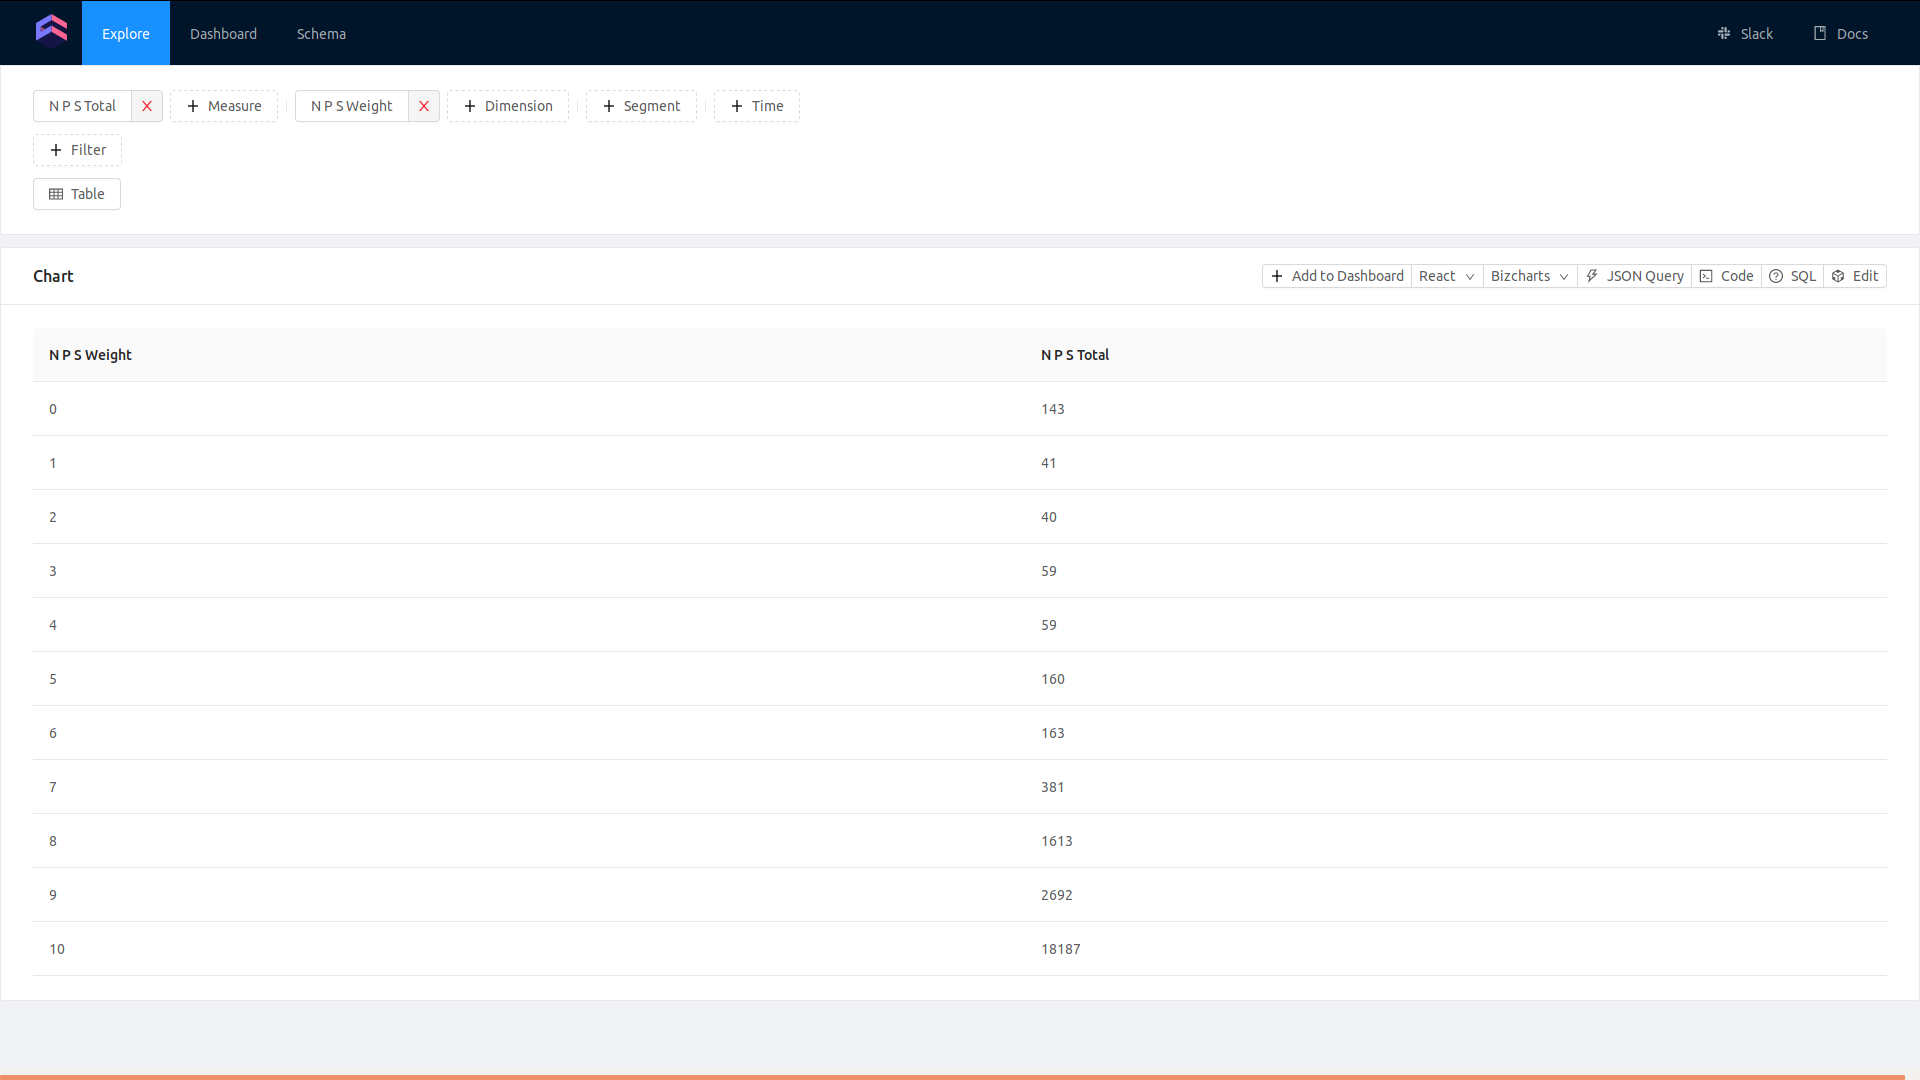 Explore Dashboard Schema Slack Docs
N P S Total X + Measure N P S Weight X + Dimension + Segment + Time
+ Filter
Table
Chart + Add to Dashboard React Bizcharts JSON Query Code SQL Edit
N P S Weight N P S Total
0 143
1 41
2 40
3 59
4 59
5 160
6 163
7 381
8 1613
9 2692
10 18187